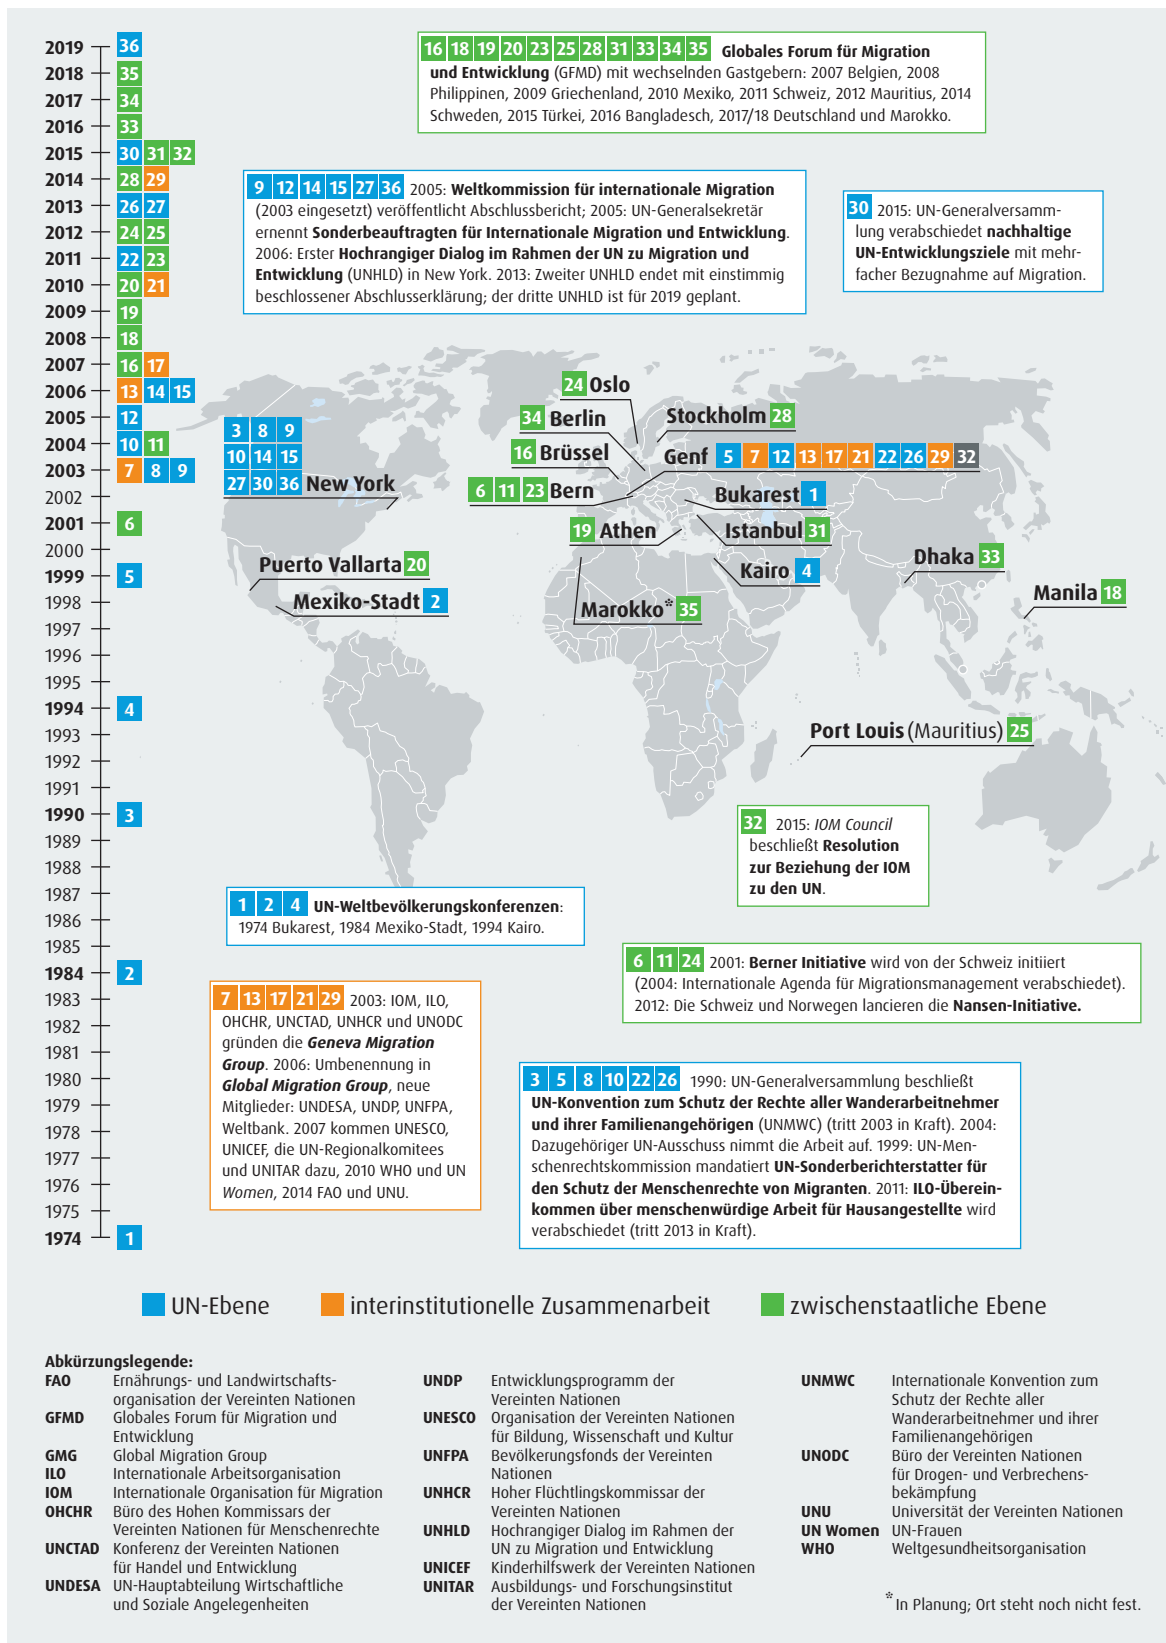 2019 36
2018 35
2017 34
2016 33
2015 30 31 32
2014 28 29
2013 26 27
2012 24 25
2011 22 23
2010 20 21
2009 19
2008 18
2007 16 17
2006 13 14 15
2005 12
2004 10 11
2003 7 8 9
2002
2001 6
2000
1999 5
1998
1997
1996
1995
1994 4
1993
1992
1991
1990 3
1989
1988
1987
1986
1985
1984 2
1983
1982
1981
1980
1979
1978
1977
1976
1975
1974 1
16 18 19 20 23 25 28 31 33 34 35 Globales Forum für Migration
und Entwicklung (GFMD) mit wechselnden Gastgebern: 2007 Belgien, 2008
Philippinen, 2009 Griechenland, 2010 Mexiko, 2011 Schweiz, 2012 Mauritius, 2014
Schweden, 2015 Türkei, 2016 Bangladesch, 2017/18 Deutschland und Marokko.
9 12 14 15 27 36 2005: Weltkommission für internationale Migration
(2003 eingesetzt) veröffentlicht Abschlussbericht; 2005: UN-Generalsekretär
ernennt Sonderbeauftragten für Internationale Migration und Entwicklung.
2006: Erster Hochrangiger Dialog im Rahmen der UN zu Migration und
Entwicklung (UNHLD) in New York. 2013: Zweiter UNHLD endet mit einstimmig
beschlossener Abschlusserklärung; der dritte UNHLD ist für 2019 geplant.
30 2015: UN-Generalversamm-
lung verabschiedet nachhaltige
UN-Entwicklungsziele mit mehr-
facher Bezugnahme auf Migration.
24 Oslo
34 Berlin
Stockholm 28
16 Brüssel
Genf 5 7 12 13 17 21 22 26 29 32
3 8 9
10 14 15
27 30 36 New York
6 11 23 Bern
Bukarest 1
19 Athen
Istanbul 31
Puerto Vallarta 20
Kairo 4
Dhaka 33
Mexiko-Stadt 2
Marokko* 35
Manila 18
Port Louis (Mauritius) 25
32 2015: IOM Council
beschließt Resolution
zur Beziehung der IOM
zu den UN.
1 2 4 UN-Weltbevölkerungskonferenzen:
1974 Bukarest, 1984 Mexiko-Stadt, 1994 Kairo.
6 11 24 2001: Berner Initiative wird von der Schweiz initiiert
(2004: Internationale Agenda für Migrationsmanagement verabschiedet).
2012: Die Schweiz und Norwegen lancieren die Nansen-Initiative.
7 13 17 21 29 2003: IOM, ILO,
OHCHR, UNCTAD, UNHCR und UNODC
gründen die Geneva Migration
Group. 2006: Umbenennung in
Global Migration Group, neue
Mitglieder: UNDESA, UNDP, UNFPA,
Weltbank. 2007 kommen UNESCO,
UNICEF, die UN-Regionalkomitees
und UNITAR dazu, 2010 WHO und UN
Women, 2014 FAO und UNU.
3 5 8 10 22 26 1990: UN-Generalversammlung beschließt
UN-Konvention zum Schutz der Rechte aller Wanderarbeitnehmer
und ihrer Familienangehörigen (UNMWC) (tritt 2003 in Kraft). 2004:
Dazugehöriger UN-Ausschuss nimmt die Arbeit auf. 1999: UN-Men-
schenrechtskommission mandatiert UN-Sonderberichterstatter für
den Schutz der Menschenrechte von Migranten. 2011: ILO-Überein-
kommen über menschenwürdige Arbeit für Hausangestellte wird
verabschiedet (tritt 2013 in Kraft).
UN-Ebene
interinstitutionelle Zusammenarbeit
zwischenstaatliche Ebene
Abkürzungslegende:
FAO Ernährungs- und Landwirtschafts-
organisation der Vereinten Nationen
GFMD Globales Forum für Migration und
Entwicklung
GMG Global Migration Group
ILO Internationale Arbeitsorganisation
IOM Internationale Organisation für Migration
OHCHR Büro des Hohen Kommissars der
Vereinten Nationen für Menschenrechte
UNCTAD Konferenz der Vereinten Nationen
für Handel und Entwicklung
UNDESA UN-Hauptabteilung Wirtschaftliche
und Soziale Angelegenheiten
UNDP Entwicklungsprogramm der
Vereinten Nationen
UNESCO Organisation der Vereinten Nationen
für Bildung, Wissenschaft und Kultur
UNFPA Bevölkerungsfonds der Vereinten
Nationen
UNHCR Hoher Flüchtlingskommissar der
Vereinten Nationen
UNHLD Hochrangiger Dialog im Rahmen der
UN zu Migration und Entwicklung
UNICEF Kinderhilfswerk der Vereinten Nationen
UNITAR Ausbildungs- und Forschungsinstitut
der Vereinten Nationen
UNMWC Internationale Konvention zum
Schutz der Rechte aller
Wanderarbeitnehmer und ihrer
Familienangehörigen
UNODC Büro der Vereinten Nationen
für Drogen- und Verbrechens-
bekämpfung
UNU Universität der Vereinten Nationen
UN Women UN-Frauen
WHO Weltgesundheitsorganisation
* In Planung; Ort steht noch nicht fest.